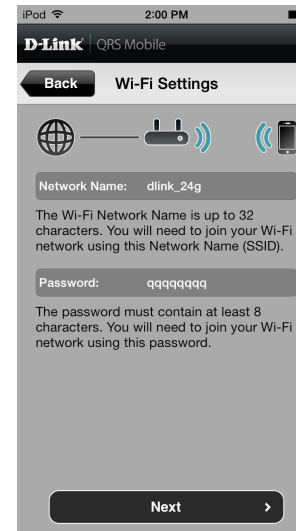 iPod 2:00 PM
D-Link QRS Mobile
Back Wi-Fi Settings
Network Name: dlink_24g
The Wi-Fi Network Name is up to 32
characters. You will need to join your Wi-Fi
network using this Network Name (SSID).
Password: qqqqqqqq
The password must contain at least 8
characters. You will need to join your Wi-Fi
network using this password.
Next